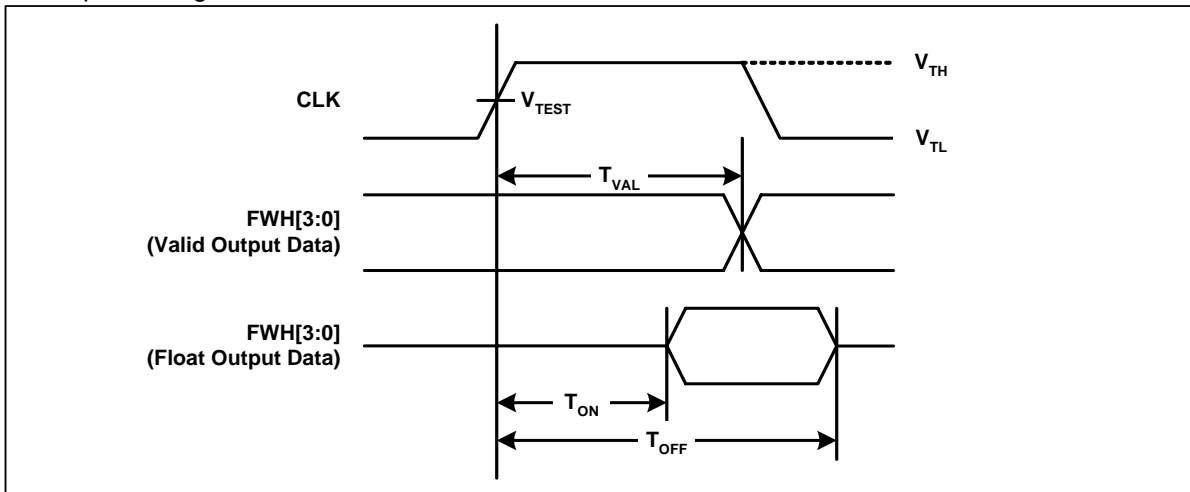 V_TH
CLK
V_TEST
V_TL
T_VAL
FWH[3:0]
(Valid Output Data)
FWH[3:0]
(Float Output Data)
T_ON
T_OFF